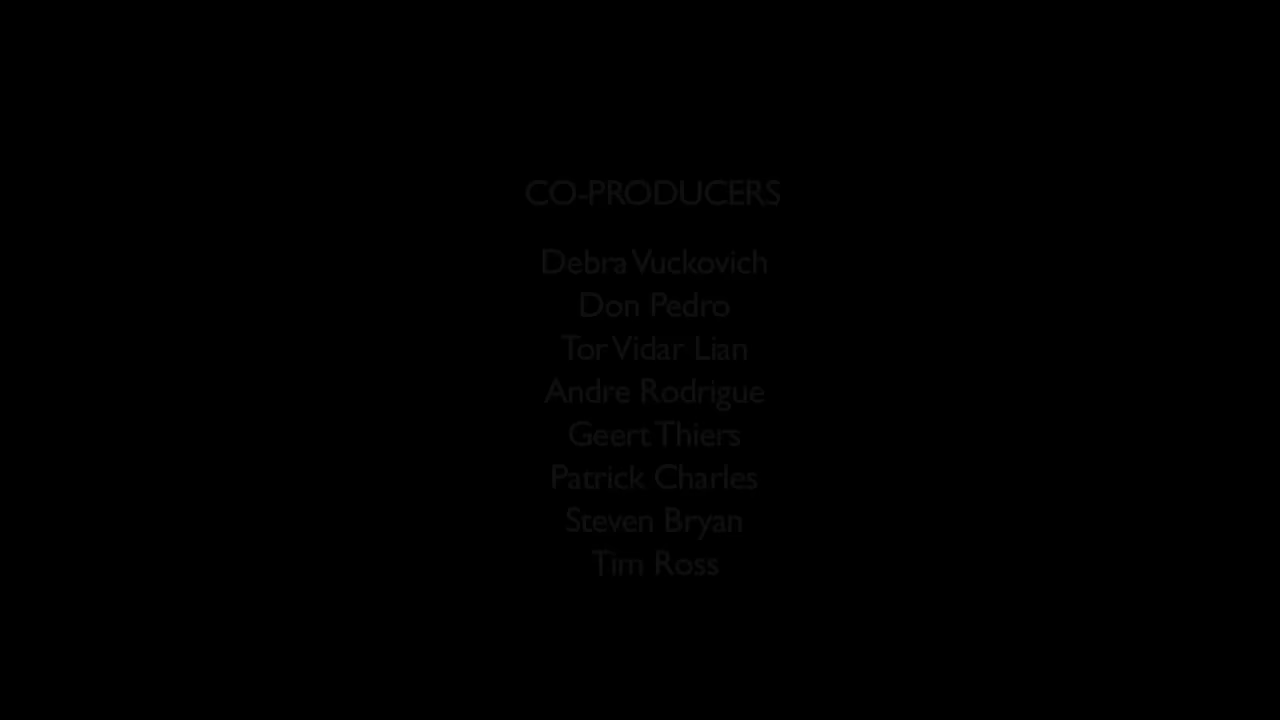 CO-PRODUCERS
Debra Vuckovich
Don Pedro
Tor Vidar Lian
Andre Rodrigue
Geert Thiers
Patrick Charles
Steven Bryan
Tim Ross